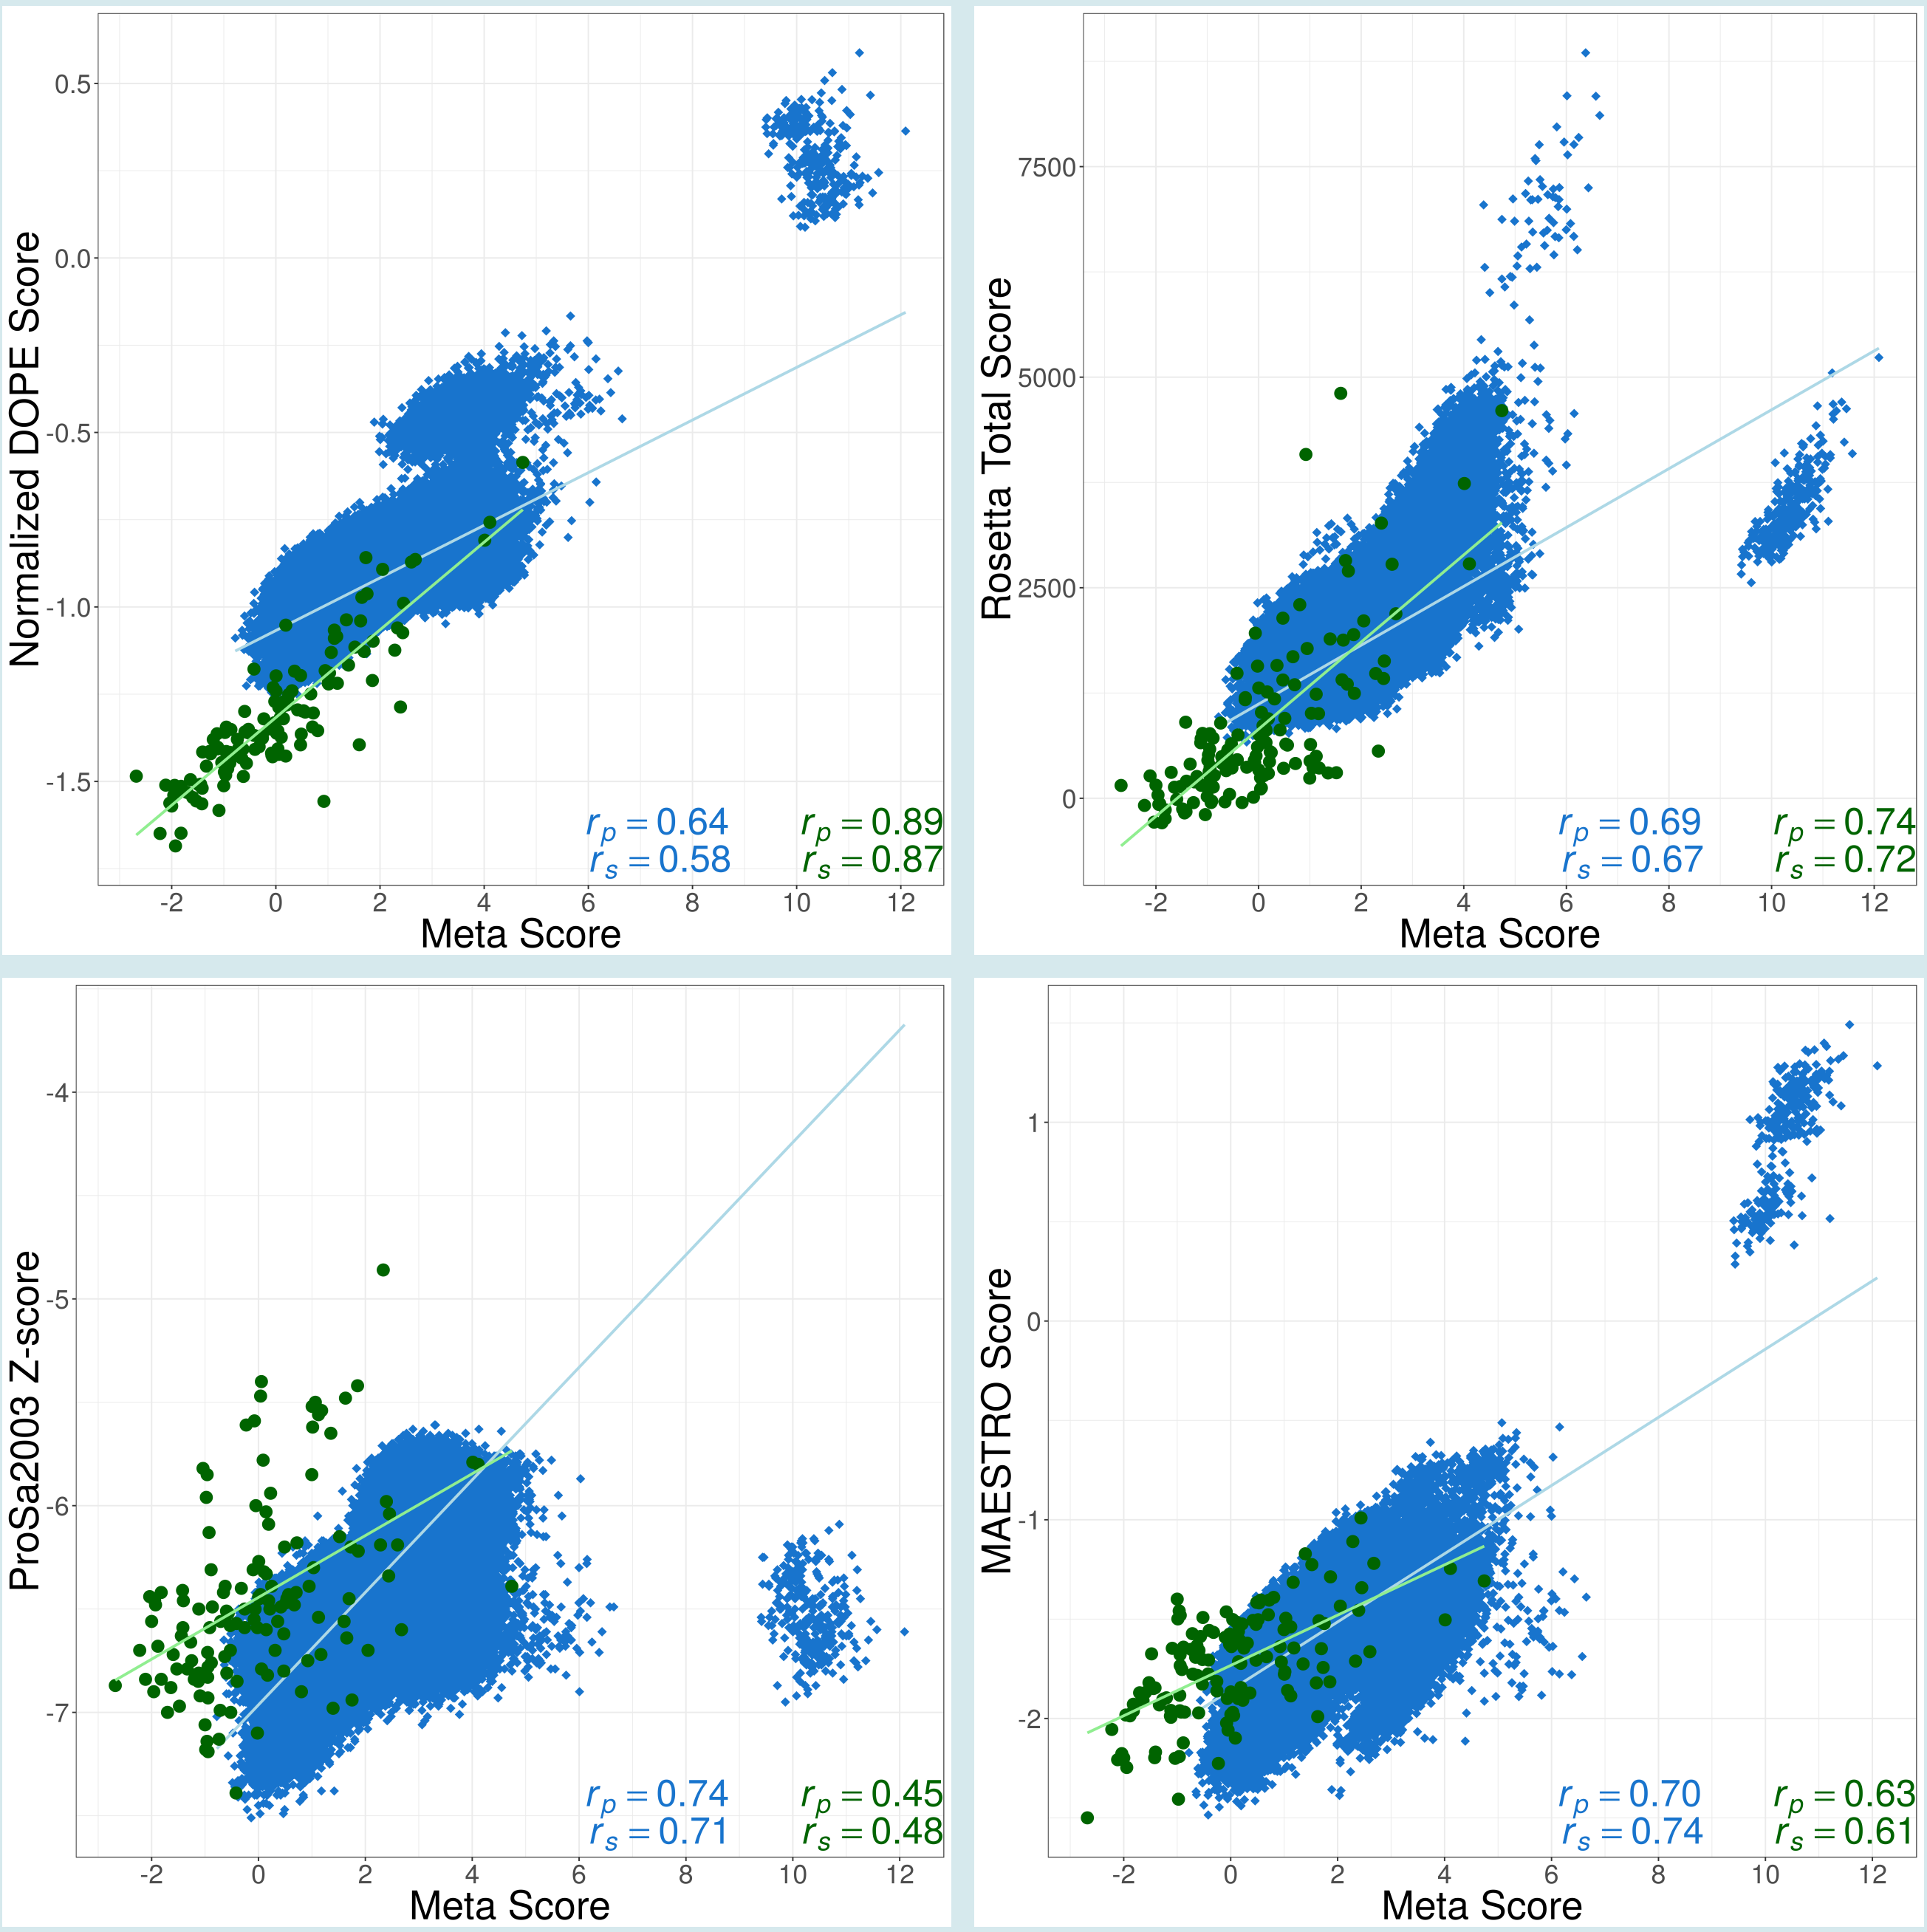 Normalized DOPE Score
0.5
0.0
-0.5
-1.0
-1.5
r_p = 0.64 r_p = 0.89
r_s = 0.58 r_s = 0.87
-2 0 2 4 6 8 10 12
Meta Score
Rosetta Total Score
7500
5000
2500
0
r_p = 0.69 r_p = 0.74
r_s = 0.67 r_s = 0.72
-2 0 2 4 6 8 10 12
Meta Score
ProSa2003 Z-score
-4
-5
-6
-7
r_p = 0.74 r_p = 0.45
r_s = 0.71 r_s = 0.48
-2 0 2 4 6 8 10 12
Meta Score
MAESTRO Score
1
0
-1
-2
r_p = 0.70 r_p = 0.63
r_s = 0.74 r_s = 0.61
-2 0 2 4 6 8 10 12
Meta Score